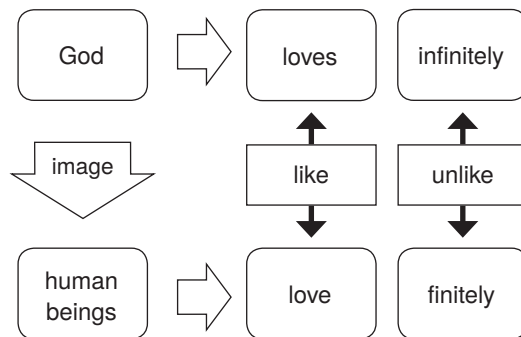 God
loves
infinitely
image
like
unlike
human
beings
love
finitely